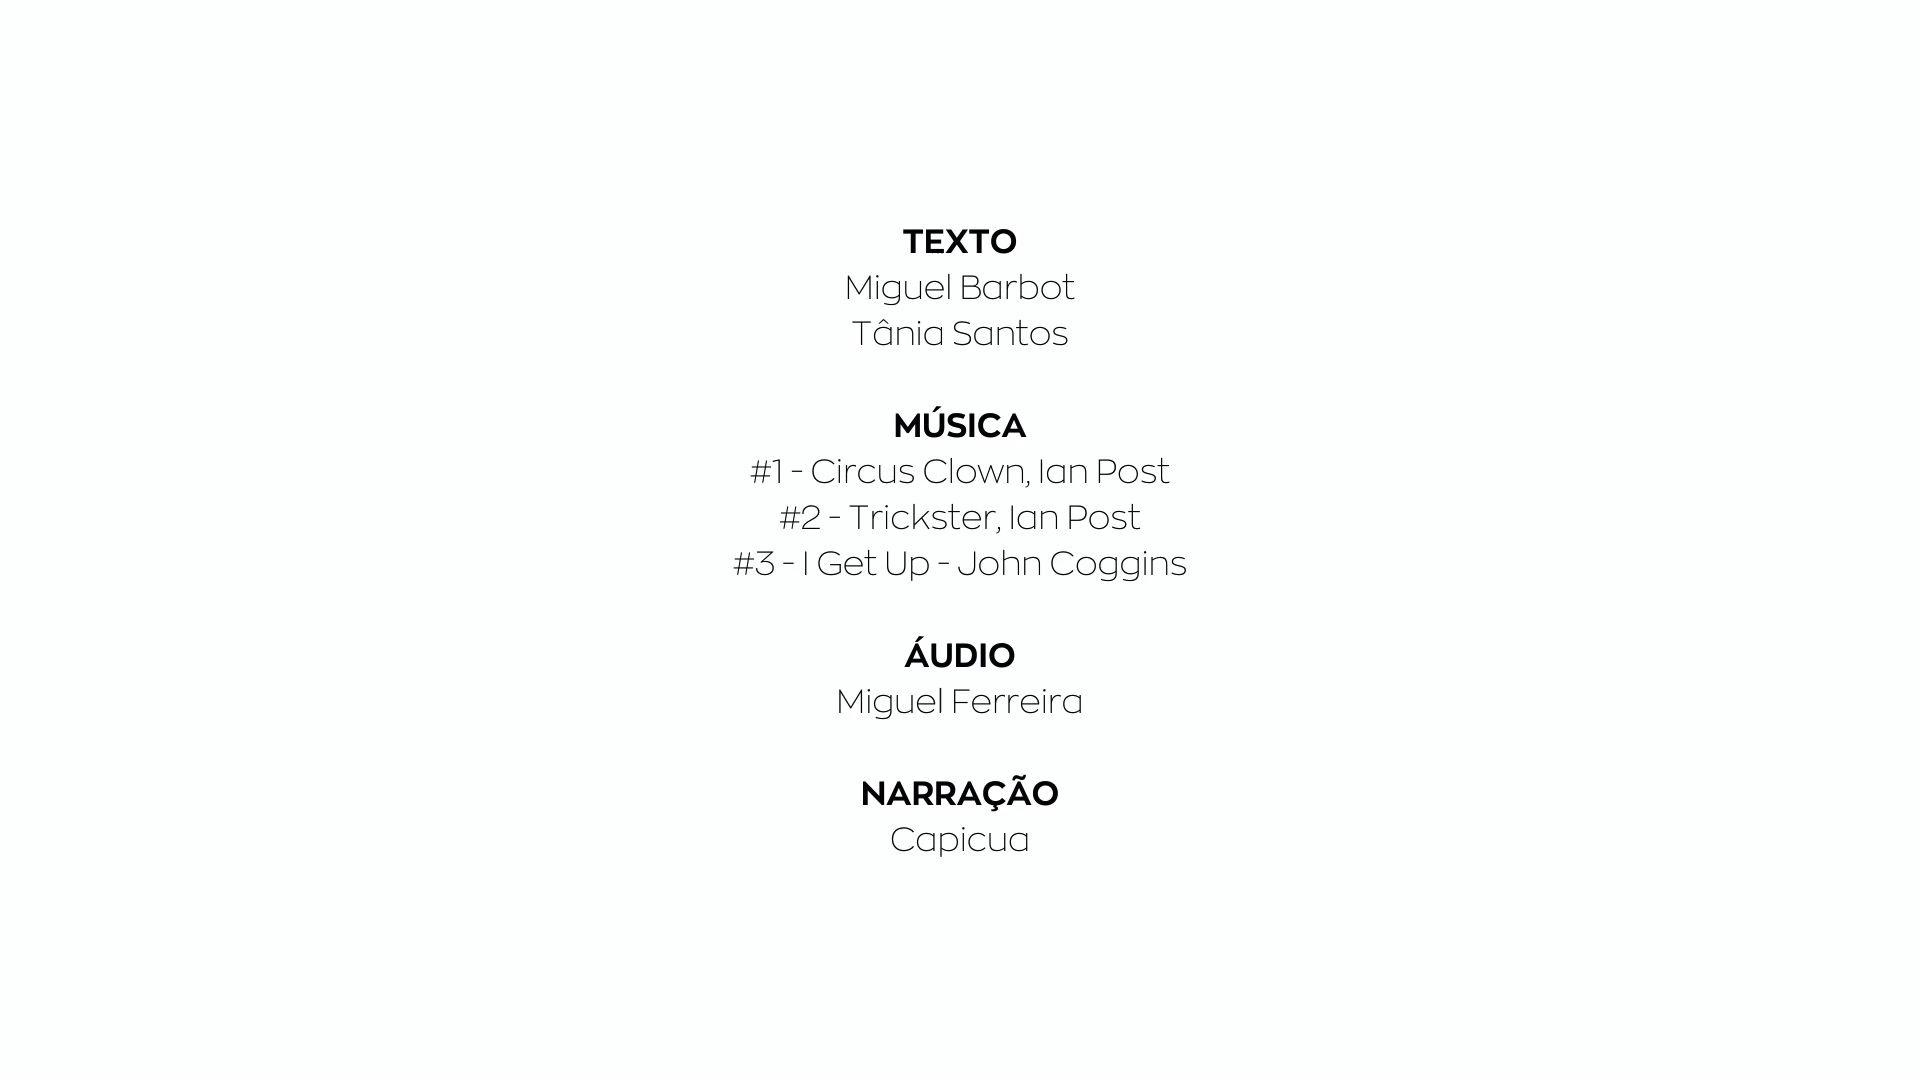 TEXTO
Miguel Barbot
Tânia Santos
MÚSICA
#1 - Circus Clown, Ian Post
#2 - Trickster, Ian Post
#3 - I Get Up - John Coggins
ÁUDIO
Miguel Ferreira
NARRAÇÃO
Capicua